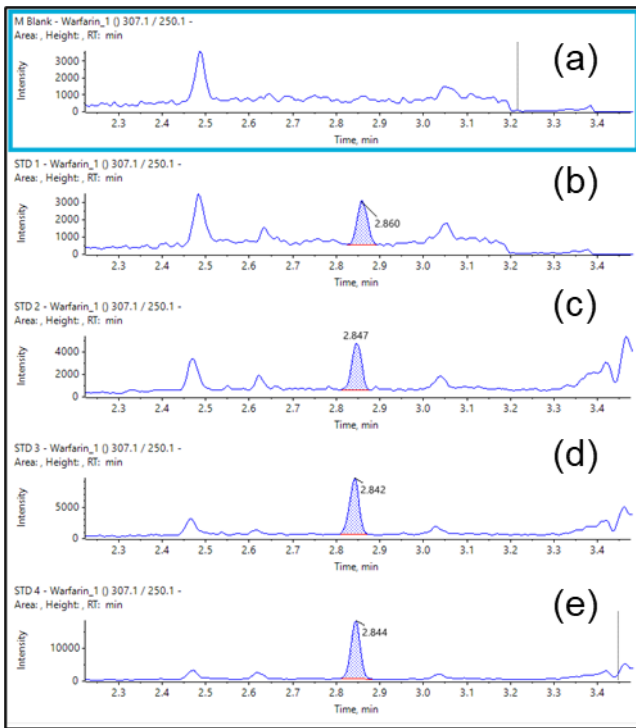 M Blank - Warfarin_1 () 307.1 / 250.1 -
Area: , Height: , RT: min
(a)
Intensity
3000
2000
1000
0
2.3 2.4 2.5 2.6 2.7 2.8 2.9 3.0 3.1 3.2 3.3 3.4
Time, min
STD 1 - Warfarin_1 () 307.1 / 250.1 -
Area: , Height: , RT: min
(b)
Intensity
3000
2000
1000
0
2.860
2.3 2.4 2.5 2.6 2.7 2.8 2.9 3.0 3.1 3.2 3.3 3.4
Time, min
STD 2 - Warfarin_1 () 307.1 / 250.1 -
Area: , Height: , RT: min
(c)
Intensity
4000
2000
0
2.847
2.3 2.4 2.5 2.6 2.7 2.8 2.9 3.0 3.1 3.2 3.3 3.4
Time, min
STD 3 - Warfarin_1 () 307.1 / 250.1 -
Area: , Height: , RT: min
(d)
Intensity
5000
0
2.842
2.3 2.4 2.5 2.6 2.7 2.8 2.9 3.0 3.1 3.2 3.3 3.4
Time, min
STD 4 - Warfarin_1 () 307.1 / 250.1 -
Area: , Height: , RT: min
(e)
Intensity
10000
0
2.844
2.3 2.4 2.5 2.6 2.7 2.8 2.9 3.0 3.1 3.2 3.3 3.4
Time, min